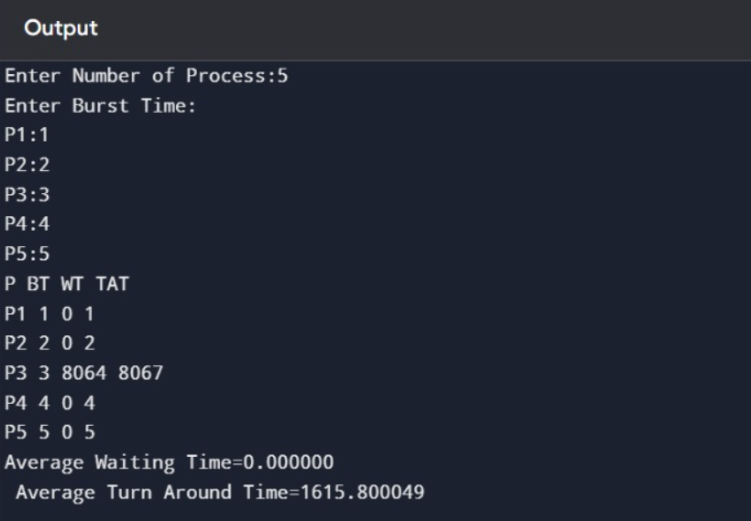 Output
Enter Number of Process:5
Enter Burst Time:
P1:1
P2:2
P3:3
P4:4
P5:5
P BT WT TAT
P1 1 0 1
P2 2 0 2
P3 3 8064 8067
P4 4 0 4
P5 5 0 5
Average Waiting Time=0.000000
Average Turn Around Time=1615.800049